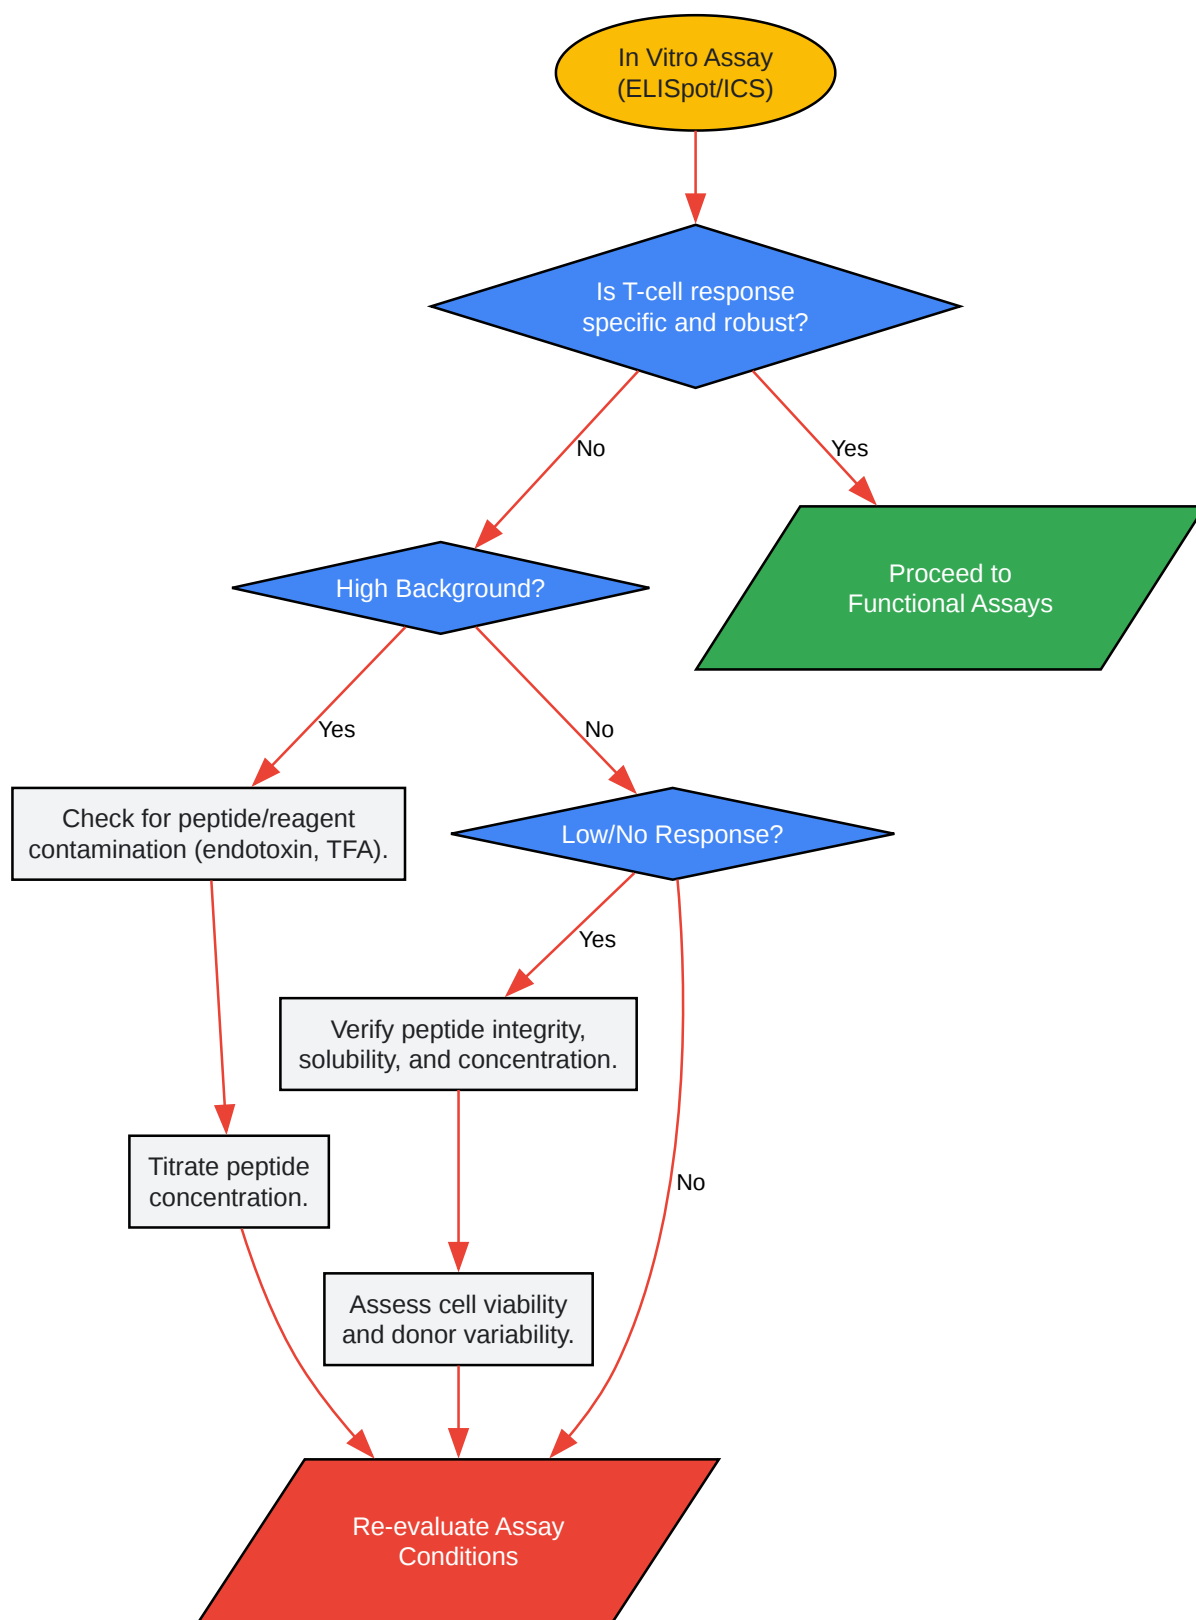 In Vitro Assay
(ELISpot/ICS)
Is T-cell response
specific and robust?
No
Yes
High Background?
Proceed to
Functional Assays
Yes
No
Check for peptide/reagent
contamination (endotoxin, TFA).
Low/No Response?
Yes
Verify peptide integrity,
solubility, and concentration.
Titrate peptide
concentration.
No
Assess cell viability
and donor variability.
Re-evaluate Assay
Conditions